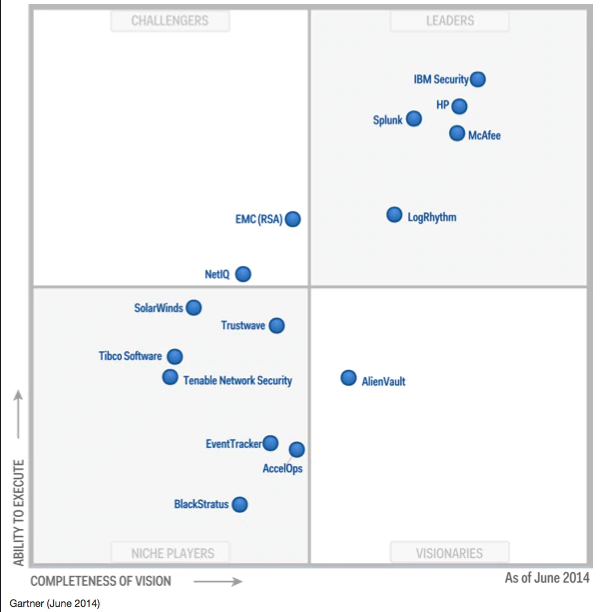 CHALLENGERS
LEADERS
IBM Security
HP
Splunk
McAfee
EMC (RSA)
LogRhythm
NetIQ
SolarWinds
Trustwave
Tibco Software
Tenable Network Security
AlienVault
EventTracker
AccelOps
BlackStratus
ABILITY TO EXECUTE
NICHE PLAYERS
VISIONARIES
COMPLETENESS OF VISION
As of June 2014
Gartner (June 2014)